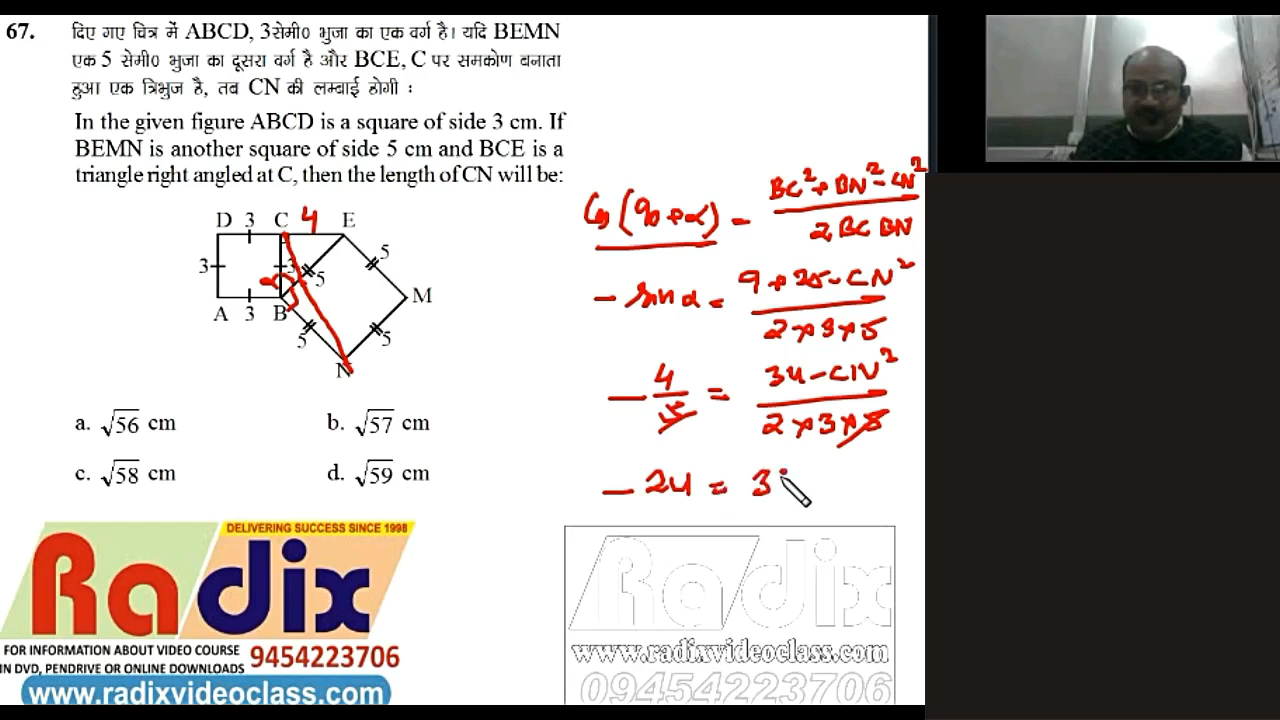 67. दिए गए चित्र में ABCD, 3सेमी० भुजा का एक वर्ग है। यदि BEMN
एक 5 सेमी० भुजा का दूसरा वर्ग है और BCE, C पर समकोण बनाता
हुआ एक त्रिभुज है, तब CN की लम्बाई होगी :
In the given figure ABCD is a square of side 3 cm. If
BEMN is another square of side 5 cm and BCE is a
triangle right angled at C, then the length of CN will be:
D 3 C 4 E
3 3 5 5
α
A 3 B M
5 5
N
a. √56 cm b. √57 cm
c. √58 cm d. √59 cm
Cos(90+α) = BC²+BN²-CN² / 2 BC BN
- sin α = 9+25-CN² / 2×3×5
- 4/5 = 34-CN² / 2×3×5
- 24 = 3
DELIVERING SUCCESS SINCE 1998
Radix
FOR INFORMATION ABOUT VIDEO COURSE
IN DVD, PENDRIVE OR ONLINE DOWNLOADS 9454223706
www.radixvideoclass.com
Radix
www.radixvideoclass.com
09454223706